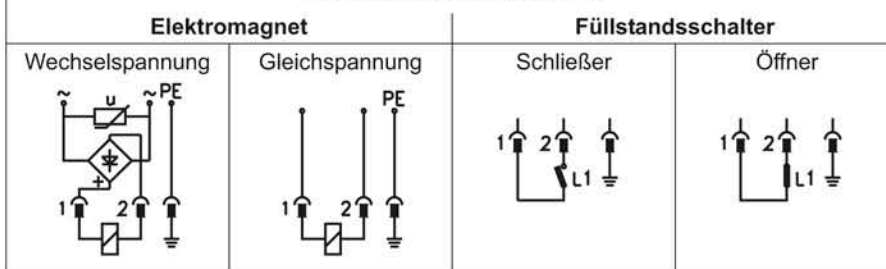 Elektromagnet Füllstandsschalter
Wechselspannung Gleichspannung Schließer Öffner
~ u ~ PE PE
1 2 L1 1 2 L1
+
1 2 1 2